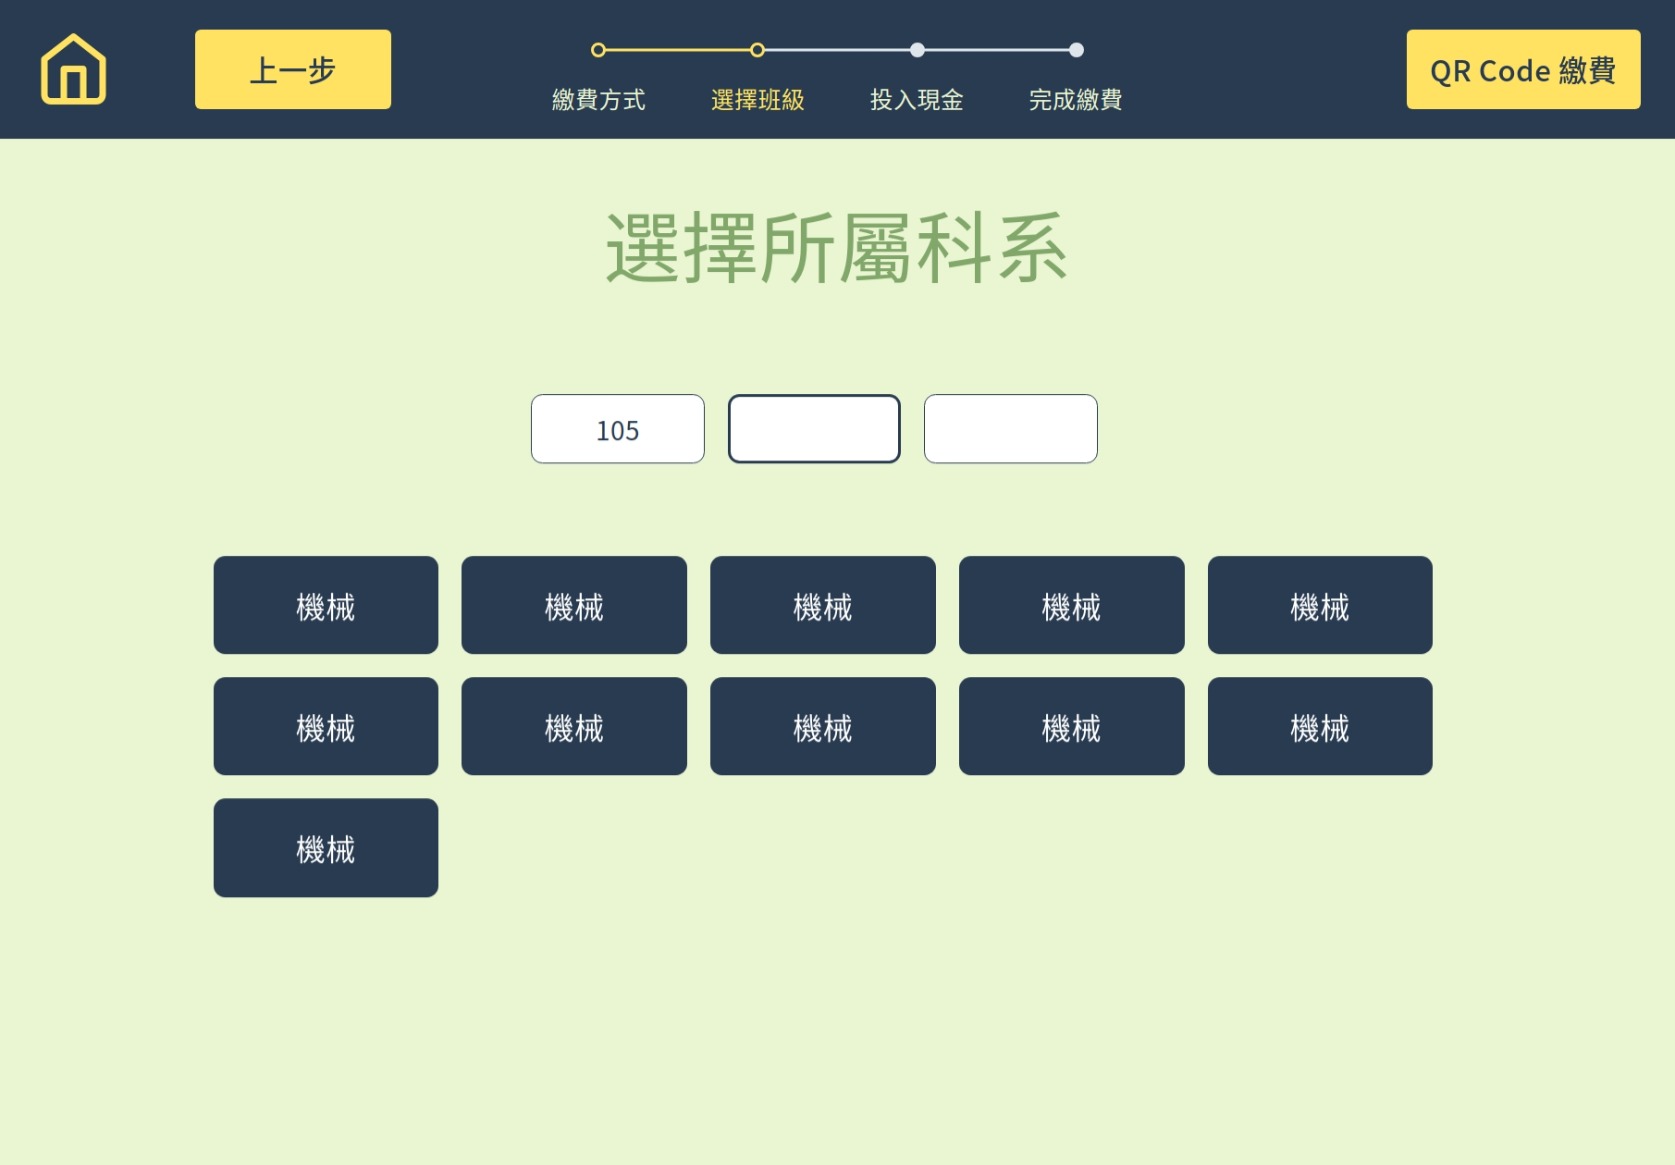 上一步
繳費方式 選擇班級 投入現金 完成繳費
QR Code 繳費
選擇所屬科系
105
機械 機械 機械 機械 機械
機械 機械 機械 機械 機械
機械